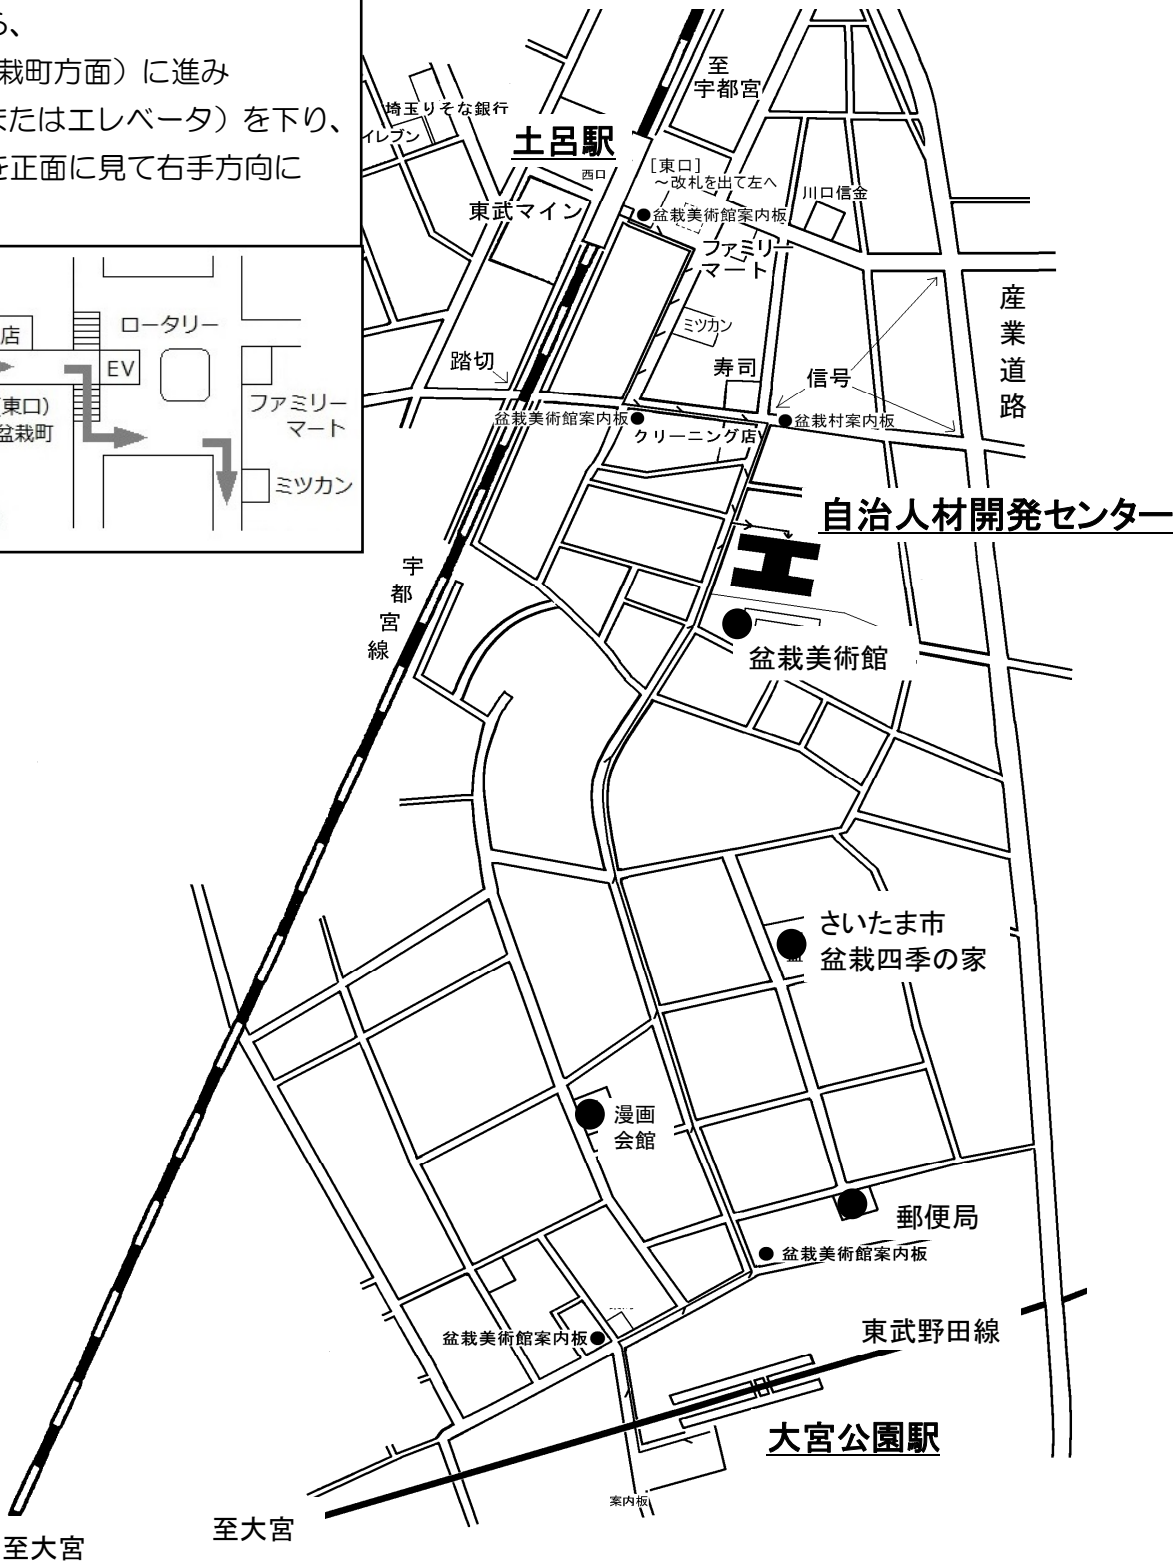 ら、
栽町方面）に進み
またはエレベータ）を下り、
を正面に見て右手方向に
店
ロータリー
EV
東口）
盆栽町
ファミリー
マート
ミツカン
至
宇都宮
埼玉りそな銀行
イレブン
土呂駅
西口
［東口］
～改札を出て左へ
川口信金
東武マイン
●盆栽美術館案内板
ファミリー
マート
産業道路
ミツカン
踏切
寿司
信号
盆栽美術館案内板●
●盆栽村案内板
クリーニング店
自治人材開発センター
宇都宮線
盆栽美術館
さいたま市
盆栽四季の家
漫画
会館
郵便局
● 盆栽美術館案内板
盆栽美術館案内板●
東武野田線
大宮公園駅
案内板
至大宮
至大宮